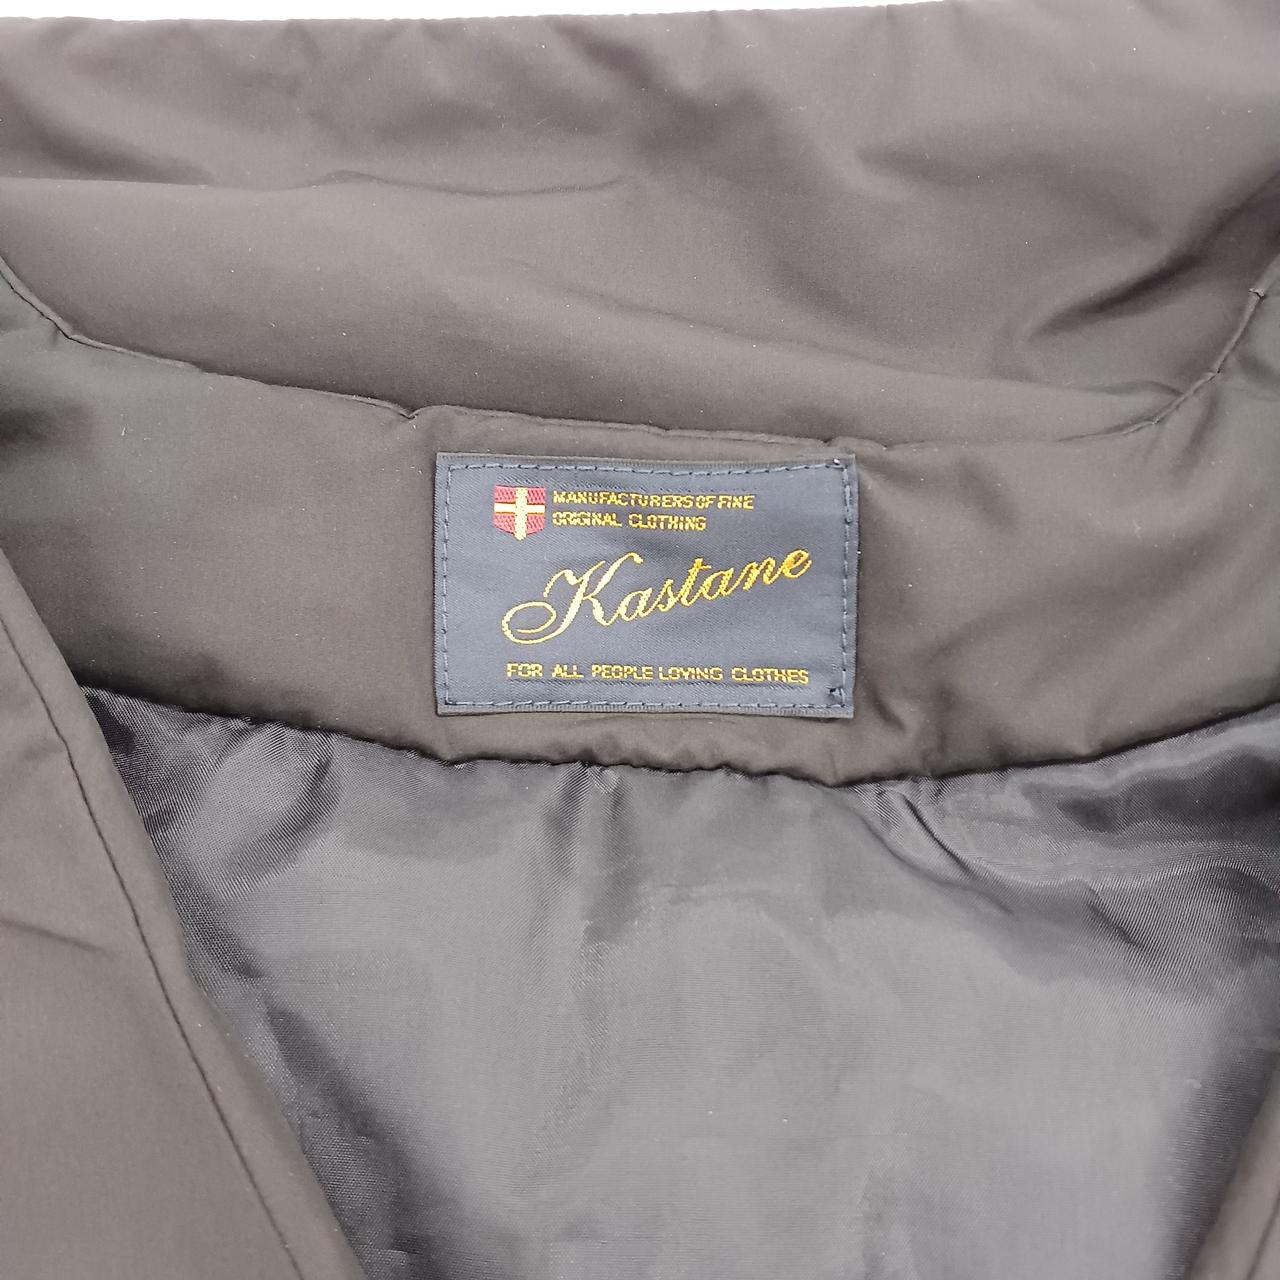 MANUFACTURERS OF FINE
ORIGINAL CLOTHING
Kastane
FOR ALL PEOPLE LOVING CLOTHES